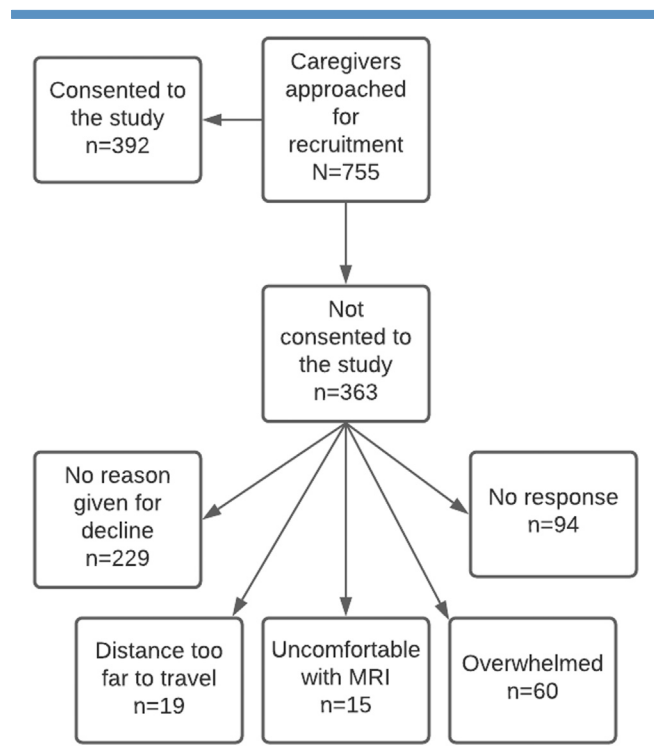 Caregivers
approached
for
recruitment
N=755
Consented to
the study
n=392
Not
consented to
the study
n=363
No reason
given for
decline
n=229
No response
n=94
Distance too
far to travel
n=19
Uncomfortable
with MRI
n=15
Overwhelmed
n=60